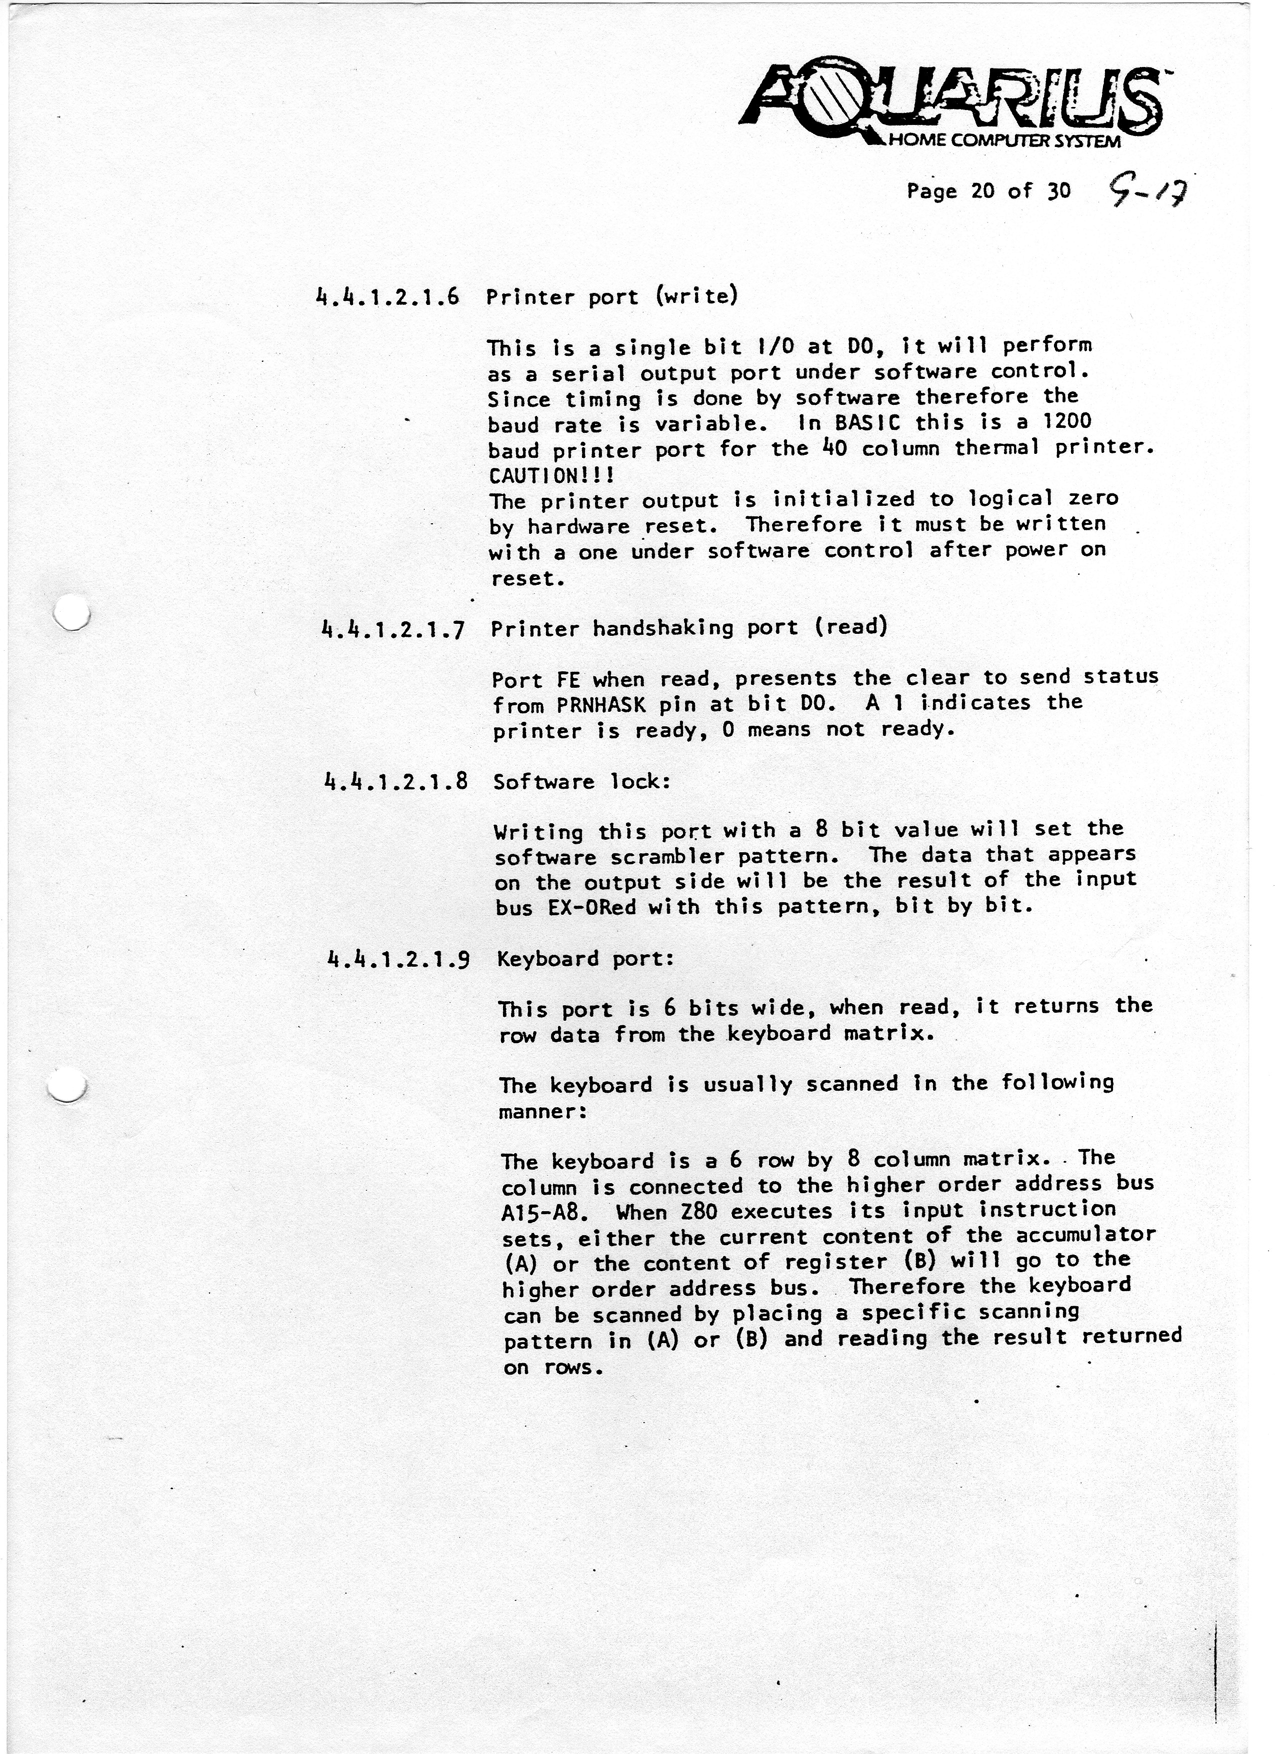 AQUARIUS™
HOME COMPUTER SYSTEM
Page 20 of 30 G-17
4.4.1.2.1.6 Printer port (write)
This is a single bit I/O at D0, it will perform
as a serial output port under software control.
Since timing is done by software therefore the
baud rate is variable. In BASIC this is a 1200
baud printer port for the 40 column thermal printer.
CAUTION!!!
The printer output is initialized to logical zero
by hardware reset. Therefore it must be written
with a one under software control after power on
reset.
4.4.1.2.1.7 Printer handshaking port (read)
Port FE when read, presents the clear to send status
from PRNHASK pin at bit D0. A 1 indicates the
printer is ready, 0 means not ready.
4.4.1.2.1.8 Software lock:
Writing this port with a 8 bit value will set the
software scrambler pattern. The data that appears
on the output side will be the result of the input
bus EX-ORed with this pattern, bit by bit.
4.4.1.2.1.9 Keyboard port:
This port is 6 bits wide, when read, it returns the
row data from the keyboard matrix.
The keyboard is usually scanned in the following
manner:
The keyboard is a 6 row by 8 column matrix. The
column is connected to the higher order address bus
A15-A8. When Z80 executes its input instruction
sets, either the current content of the accumulator
(A) or the content of register (B) will go to the
higher order address bus. Therefore the keyboard
can be scanned by placing a specific scanning
pattern in (A) or (B) and reading the result returned
on rows.